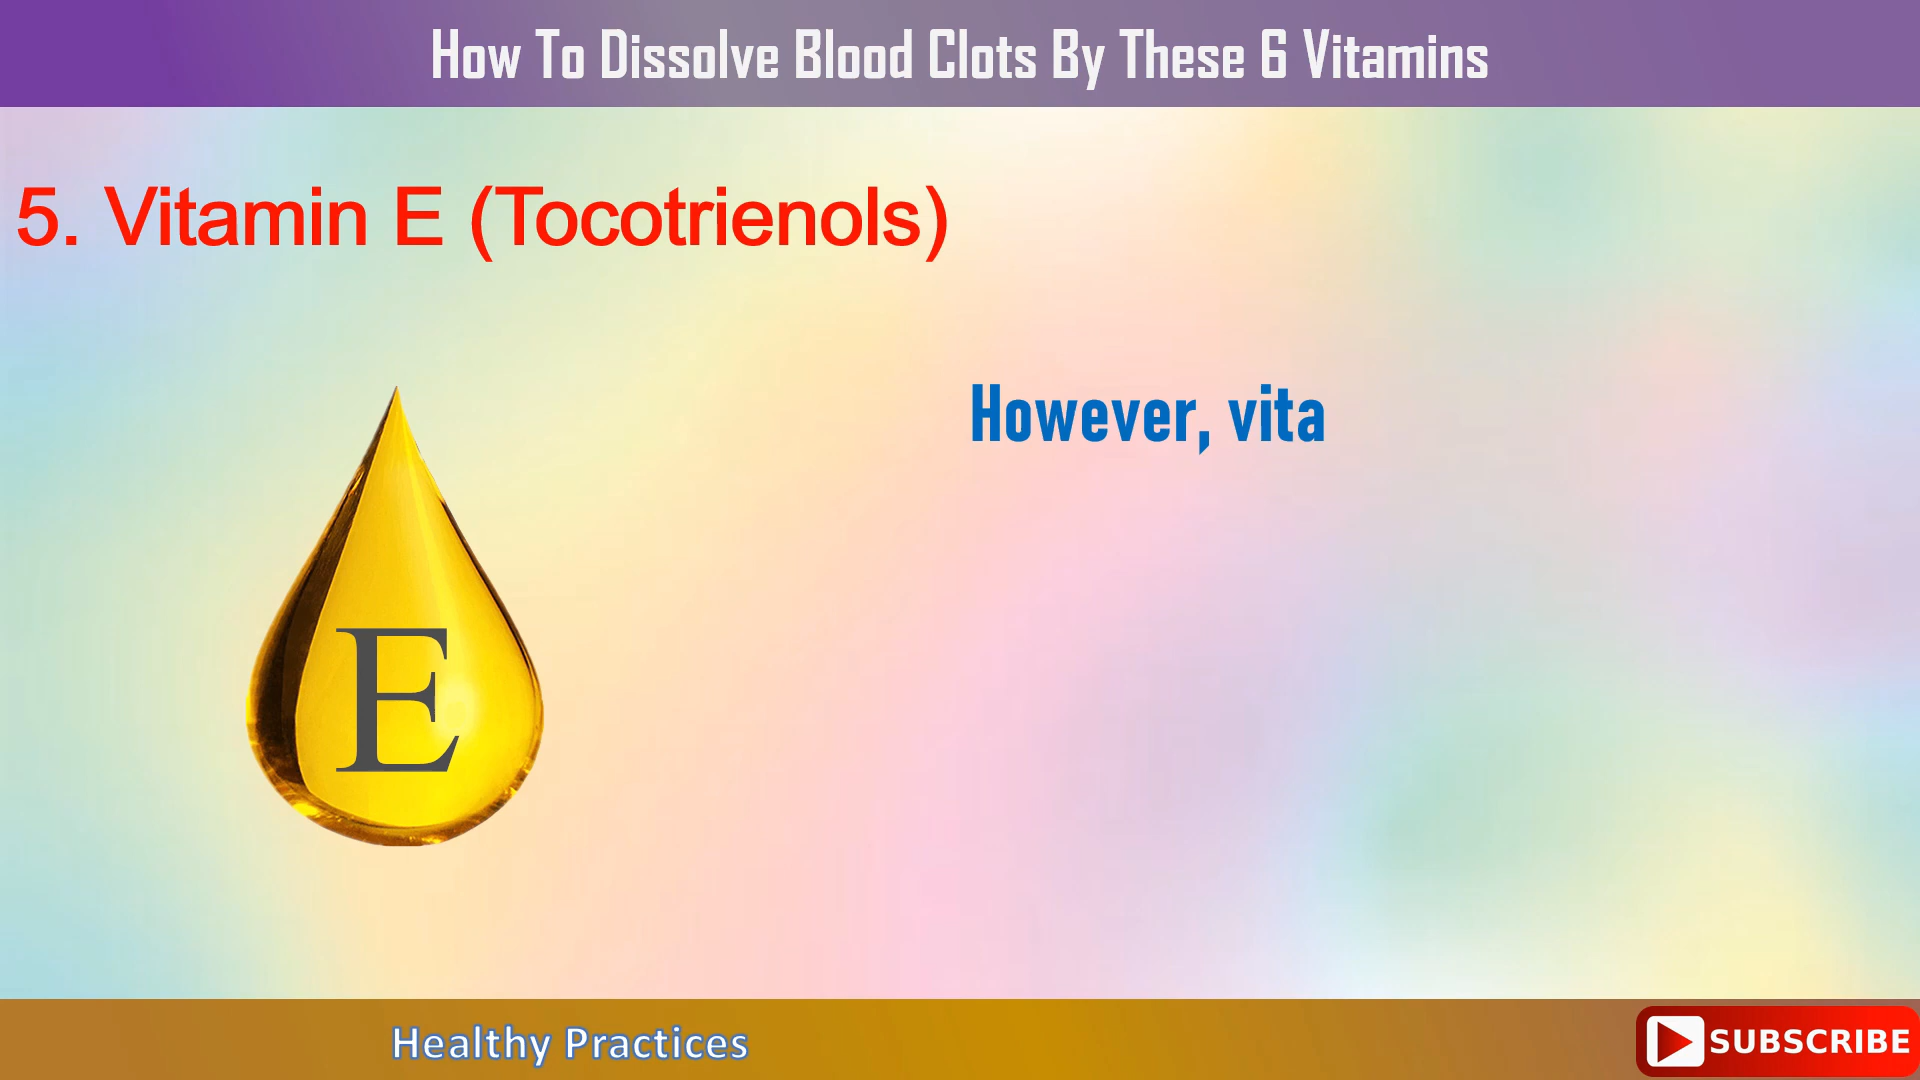 How To Dissolve Blood Clots By These 6 Vitamins
5. Vitamin E (Tocotrienols)
However, vita
E
Healthy Practices
SUBSCRIBE